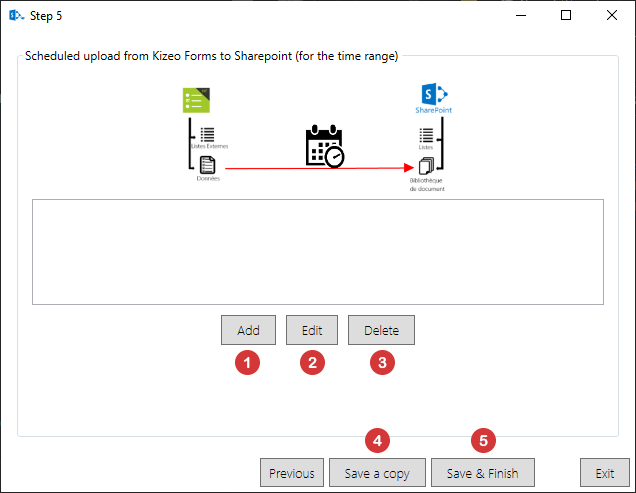 Step 5
Scheduled upload from Kizeo Forms to Sharepoint (for the time range)
SharePoint
Listes Externes
Listes
Données
Bibliothèque
de document
Add
Edit
Delete
1
2
3
4
5
Previous
Save a copy
Save & Finish
Exit